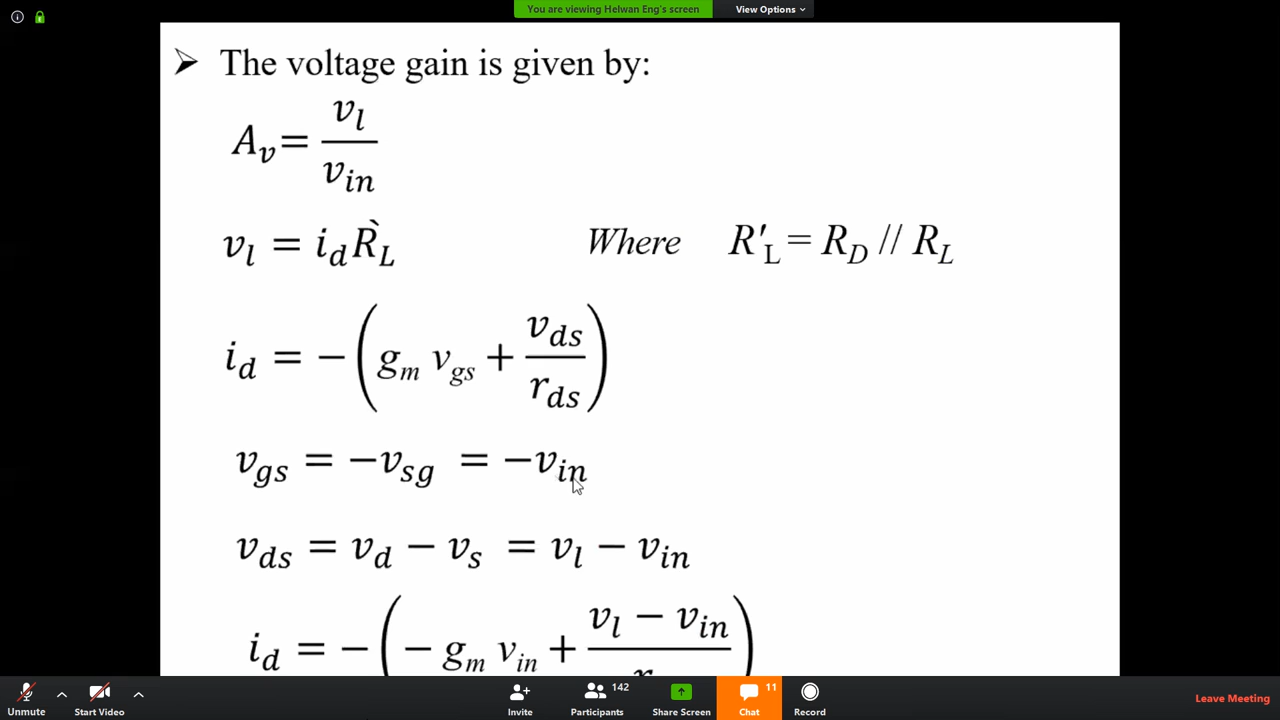 You are viewing Helwan Eng's screen View Options
➢ The voltage gain is given by:
A_v = v_l / v_in
v_l = i_d R̀_L Where R'_L = R_D // R_L
i_d = −( g_m v_gs + v_ds / r_ds )
v_gs = −v_sg = −v_in
v_ds = v_d − v_s = v_l − v_in
i_d = −( − g_m v_in + (v_l − v_in) / r
Unmute Start Video Invite Participants 142 Share Screen Chat 11 Record Leave Meeting